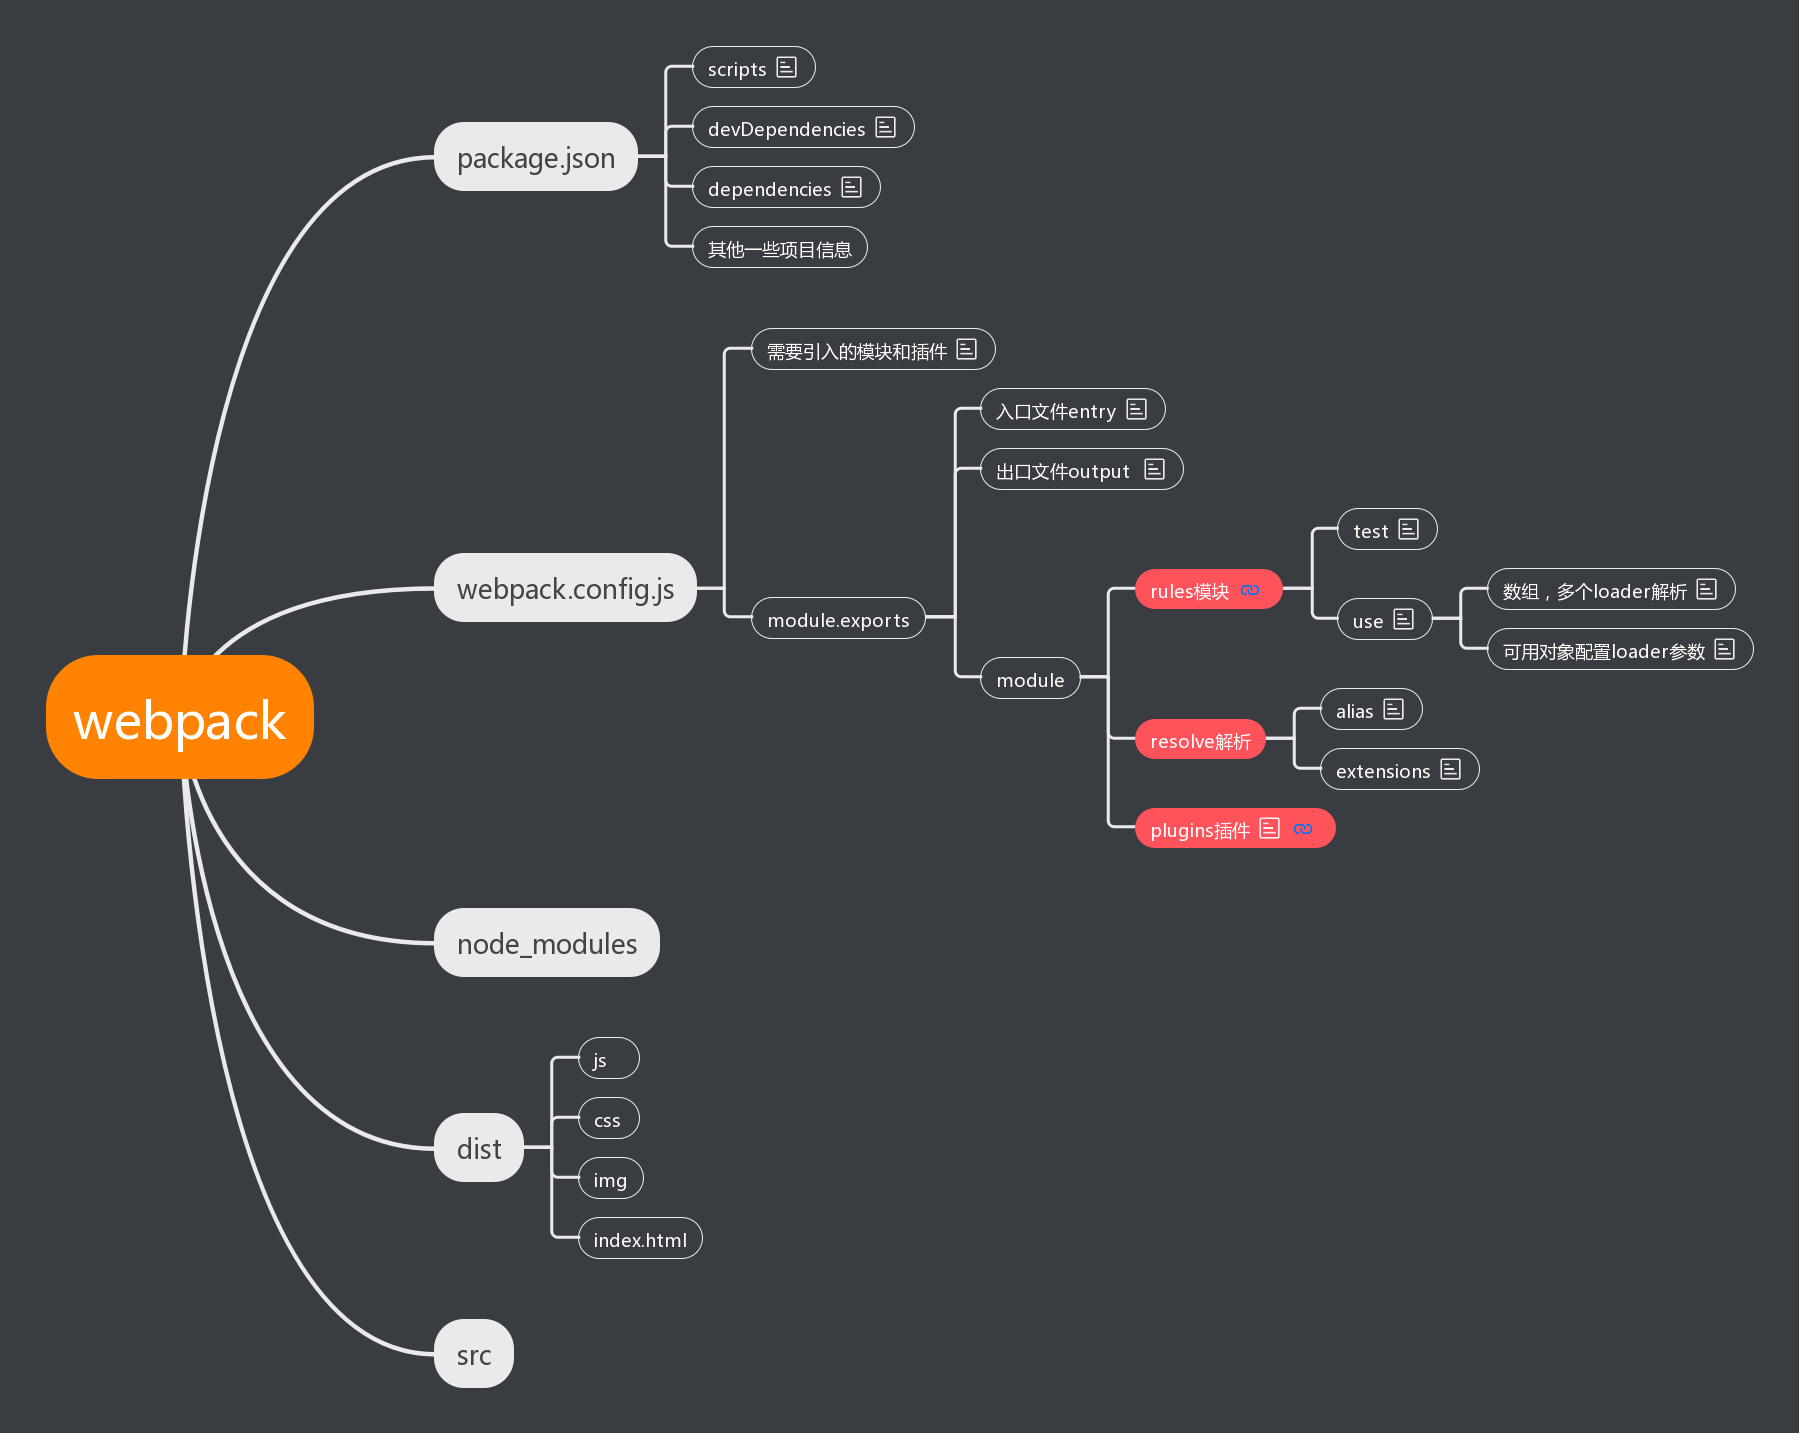 webpack
package.json
scripts
devDependencies
dependencies
其他一些项目信息
webpack.config.js
需要引入的模块和插件
module.exports
入口文件entry
出口文件output
module
rules模块
test
use
数组，多个loader解析
可用对象配置loader参数
resolve解析
alias
extensions
plugins插件
node_modules
dist
js
css
img
index.html
src